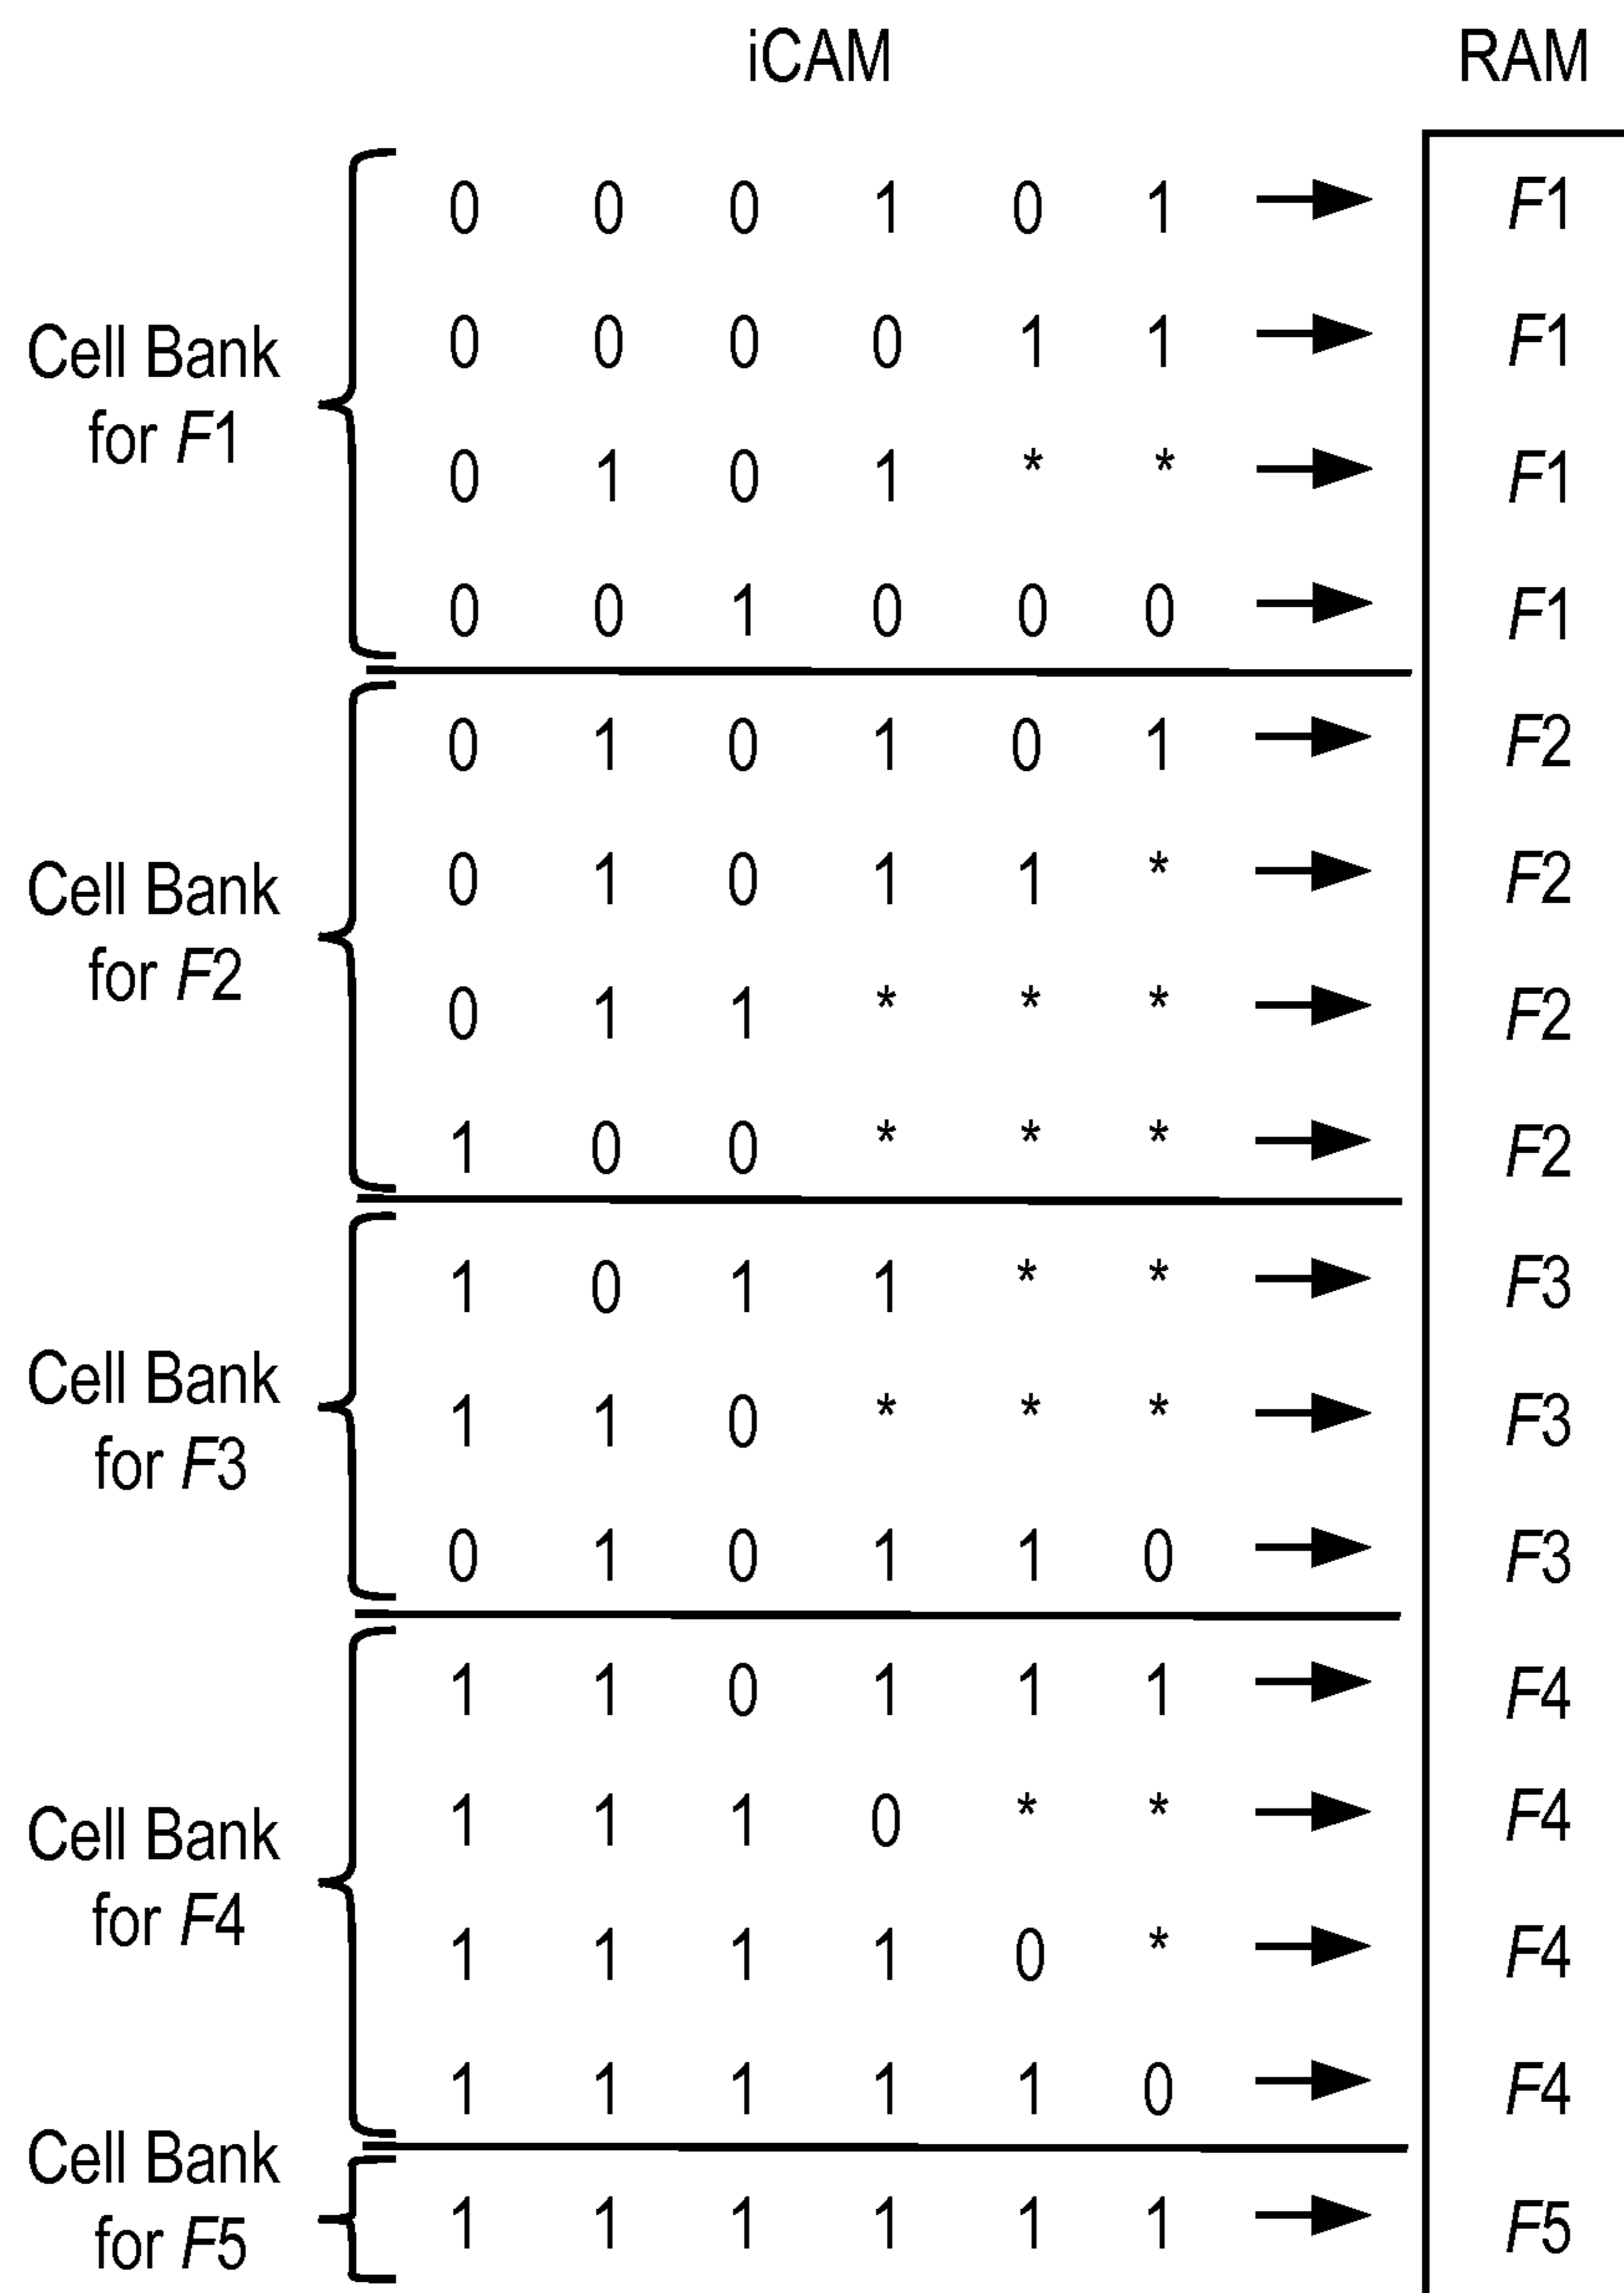 iCAM RAM
0 0 0 1 0 1 F1
0 0 0 0 1 1 F1
Cell Bank
for F1
0 1 0 1 * * F1
0 0 1 0 0 0 F1
0 1 0 1 0 1 F2
0 1 0 1 1 * F2
Cell Bank
for F2
0 1 1 * * * F2
1 0 0 * * * F2
1 0 1 1 * * F3
Cell Bank
for F3
1 1 0 * * * F3
0 1 0 1 1 0 F3
1 1 0 1 1 1 F4
1 1 1 0 * * F4
Cell Bank
for F4
1 1 1 1 0 * F4
1 1 1 1 1 0 F4
Cell Bank
for F5
1 1 1 1 1 1 F5